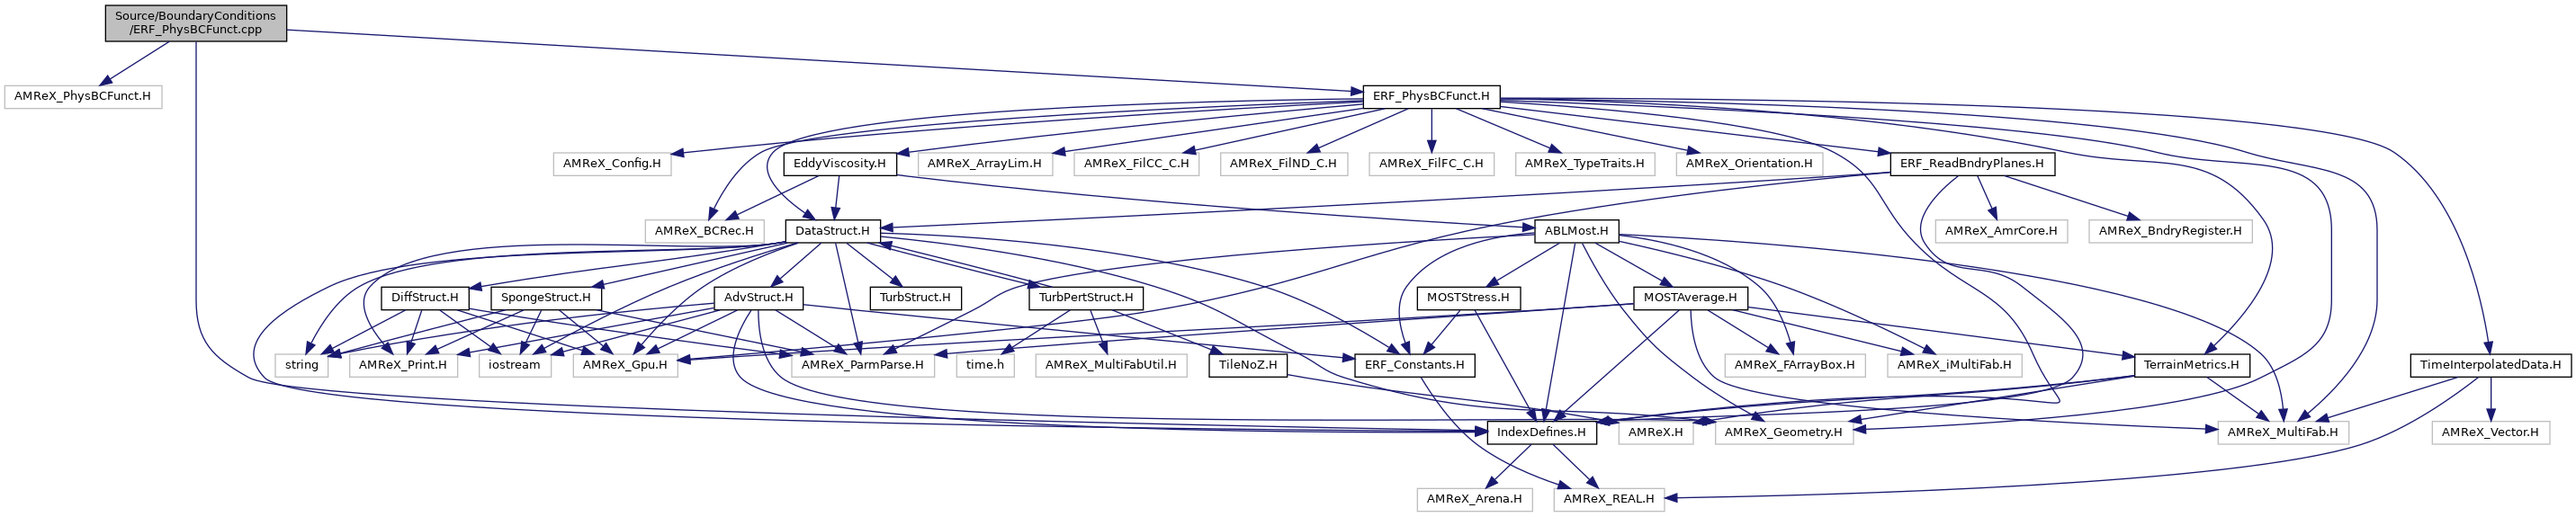 Source/BoundaryConditions
/ERF_PhysBCFunct.cpp
AMReX_PhysBCFunct.H
ERF_PhysBCFunct.H
AMReX_Config.H
EddyViscosity.H
AMReX_ArrayLim.H
AMReX_FilCC_C.H
AMReX_FilND_C.H
AMReX_FilFC_C.H
AMReX_TypeTraits.H
AMReX_Orientation.H
ERF_ReadBndryPlanes.H
AMReX_BCRec.H
DataStruct.H
ABLMost.H
AMReX_AmrCore.H
AMReX_BndryRegister.H
DiffStruct.H
SpongeStruct.H
AdvStruct.H
TurbStruct.H
TurbPertStruct.H
MOSTStress.H
MOSTAverage.H
string
AMReX_Print.H
iostream
AMReX_Gpu.H
AMReX_ParmParse.H
time.h
AMReX_MultiFabUtil.H
TileNoZ.H
ERF_Constants.H
AMReX_FArrayBox.H
AMReX_iMultiFab.H
TerrainMetrics.H
TimeInterpolatedData.H
IndexDefines.H
AMReX.H
AMReX_Geometry.H
AMReX_MultiFab.H
AMReX_Vector.H
AMReX_Arena.H
AMReX_REAL.H